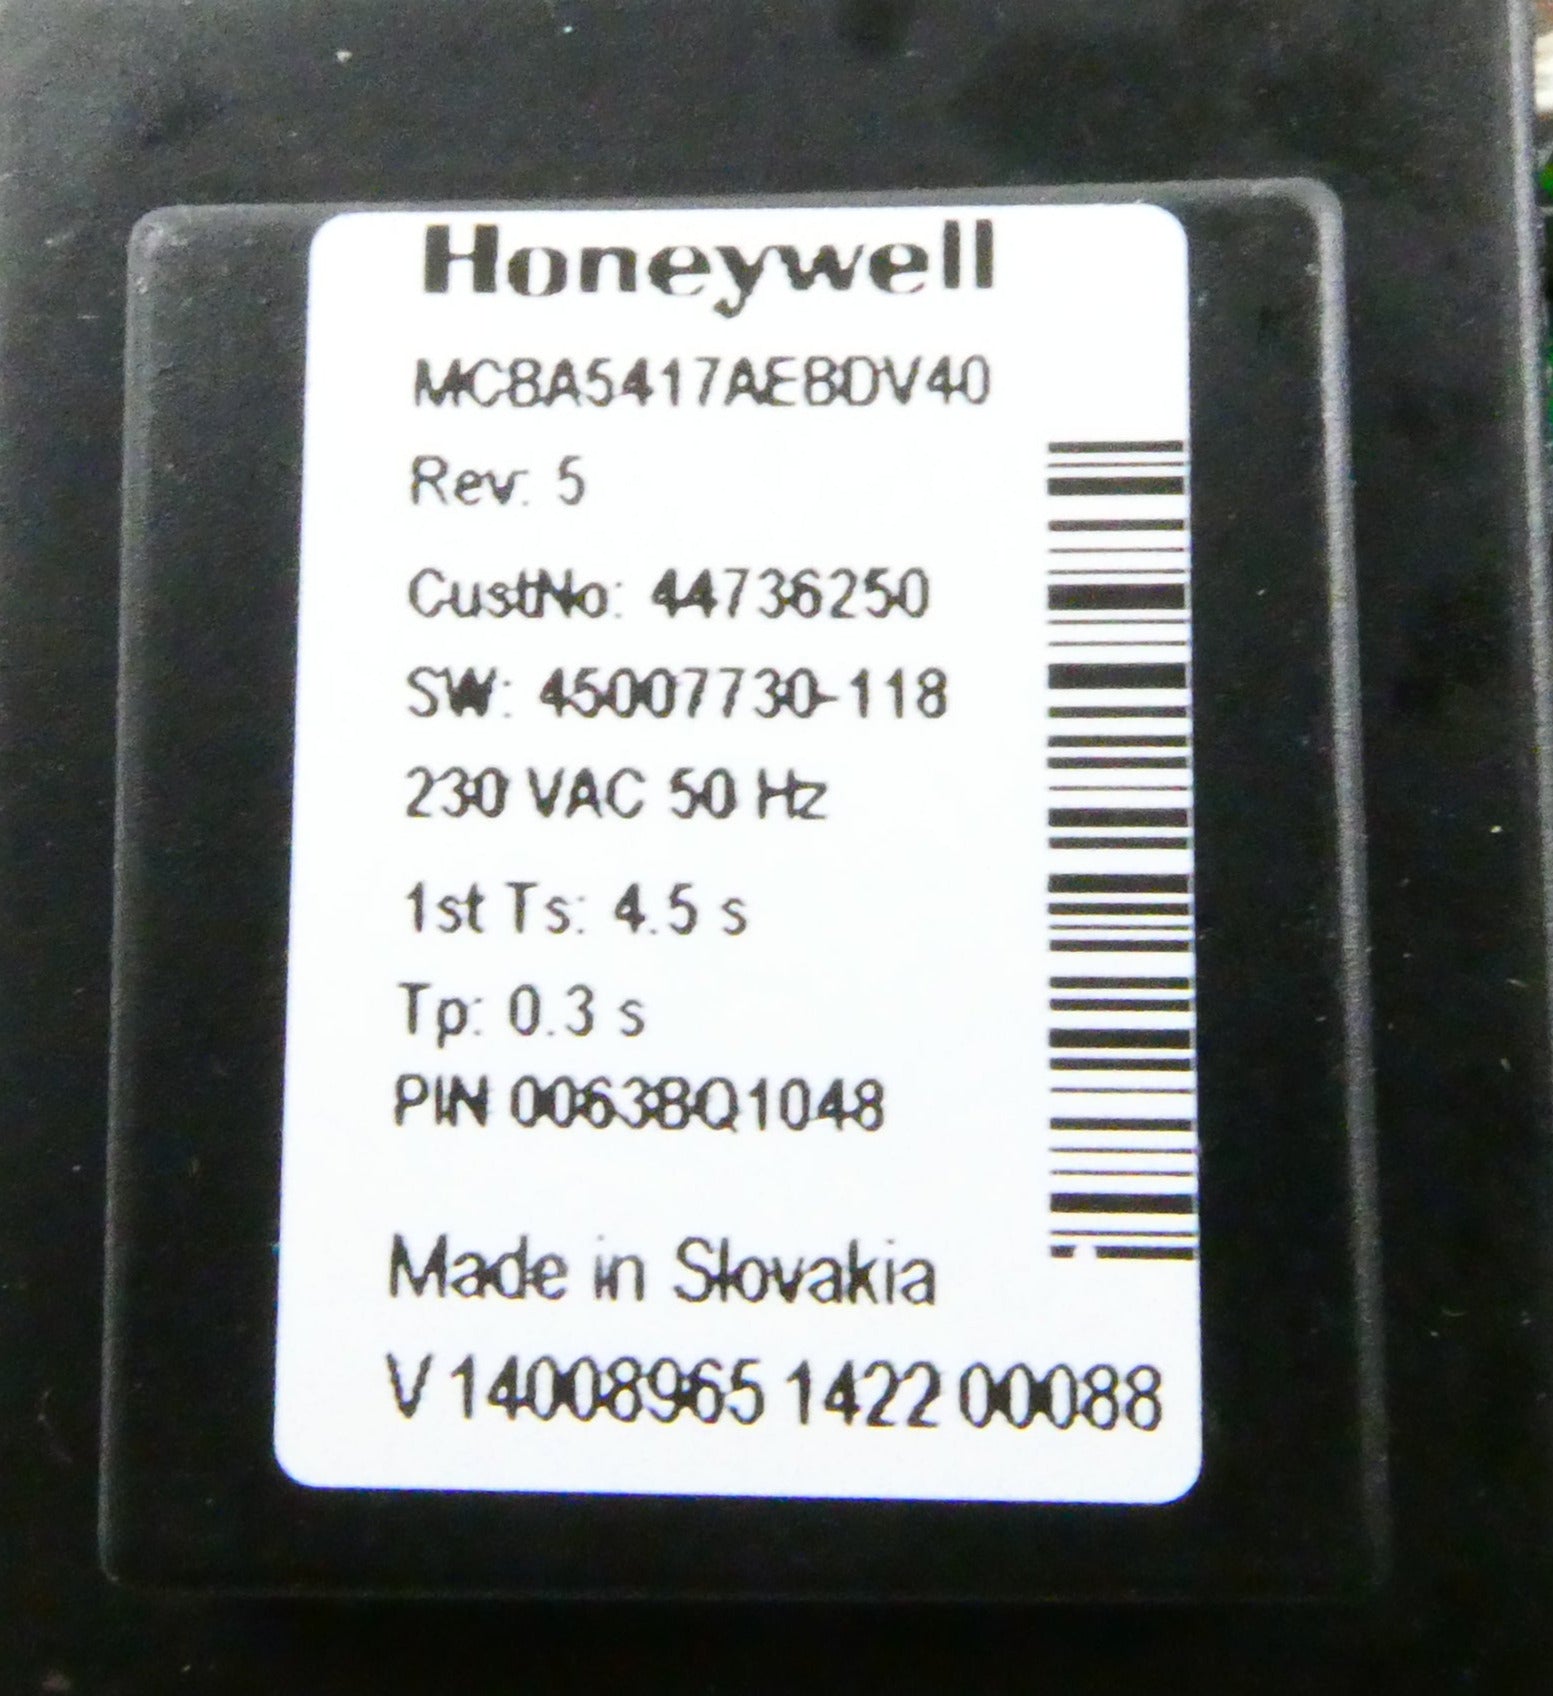 Honeywell
MCBA5417AEBDV40
Rev: 5
CustNo: 44736250
SW: 45007730-118
230 VAC 50 Hz
1st Ts: 4.5 s
Tp: 0.3 s
PIN 0063BQ1048
Made in Slovakia
V 14008965 1422 00088